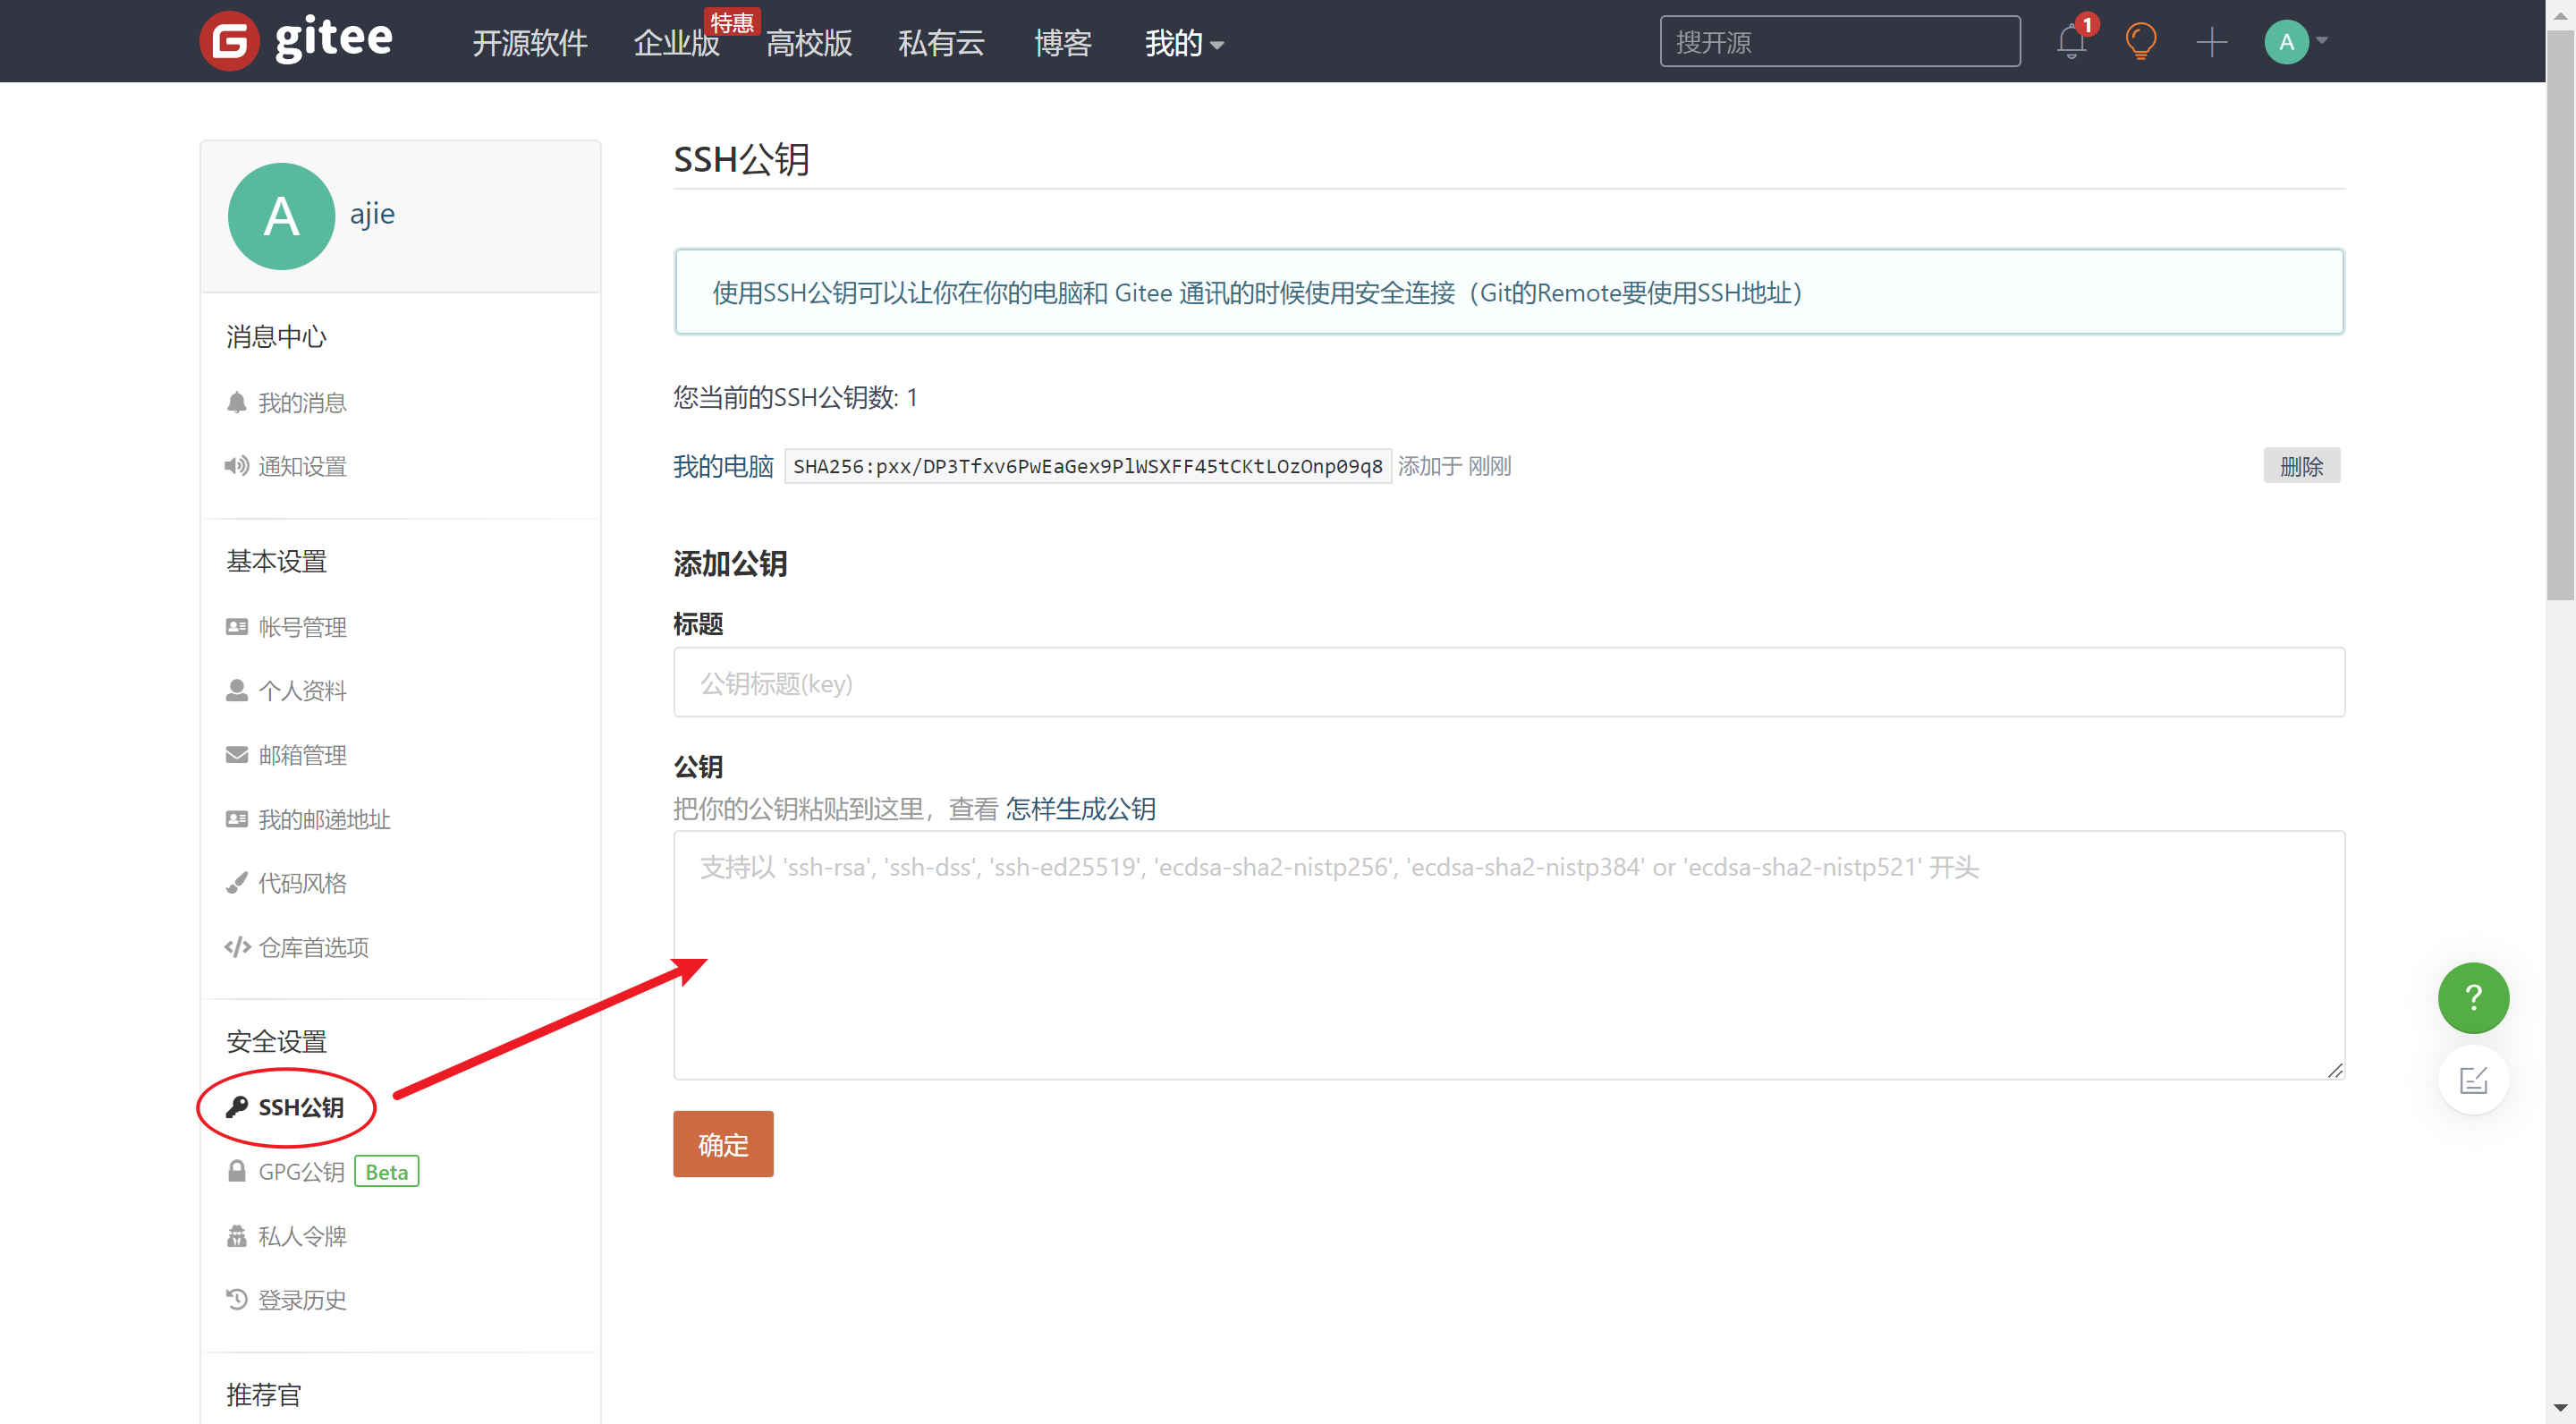 gitee
开源软件 企业版 特惠 高校版 私有云 博客 我的
搜开源
1
A
A
ajie
消息中心
我的消息
通知设置
基本设置
帐号管理
个人资料
邮箱管理
我的邮递地址
代码风格
仓库首选项
安全设置
SSH公钥
GPG公钥 Beta
私人令牌
登录历史
推荐官
SSH公钥
使用SSH公钥可以让你在你的电脑和 Gitee 通讯的时候使用安全连接（Git的Remote要使用SSH地址）
您当前的SSH公钥数: 1
我的电脑 SHA256:pxx/DP3Tfxv6PwEaGex9PlWSXFF45tCKtLOzOnp09q8 添加于 刚刚 删除
添加公钥
标题
公钥标题(key)
公钥
把你的公钥粘贴到这里，查看 怎样生成公钥
支持以 'ssh-rsa', 'ssh-dss', 'ssh-ed25519', 'ecdsa-sha2-nistp256', 'ecdsa-sha2-nistp384' or 'ecdsa-sha2-nistp521' 开头
确定
?